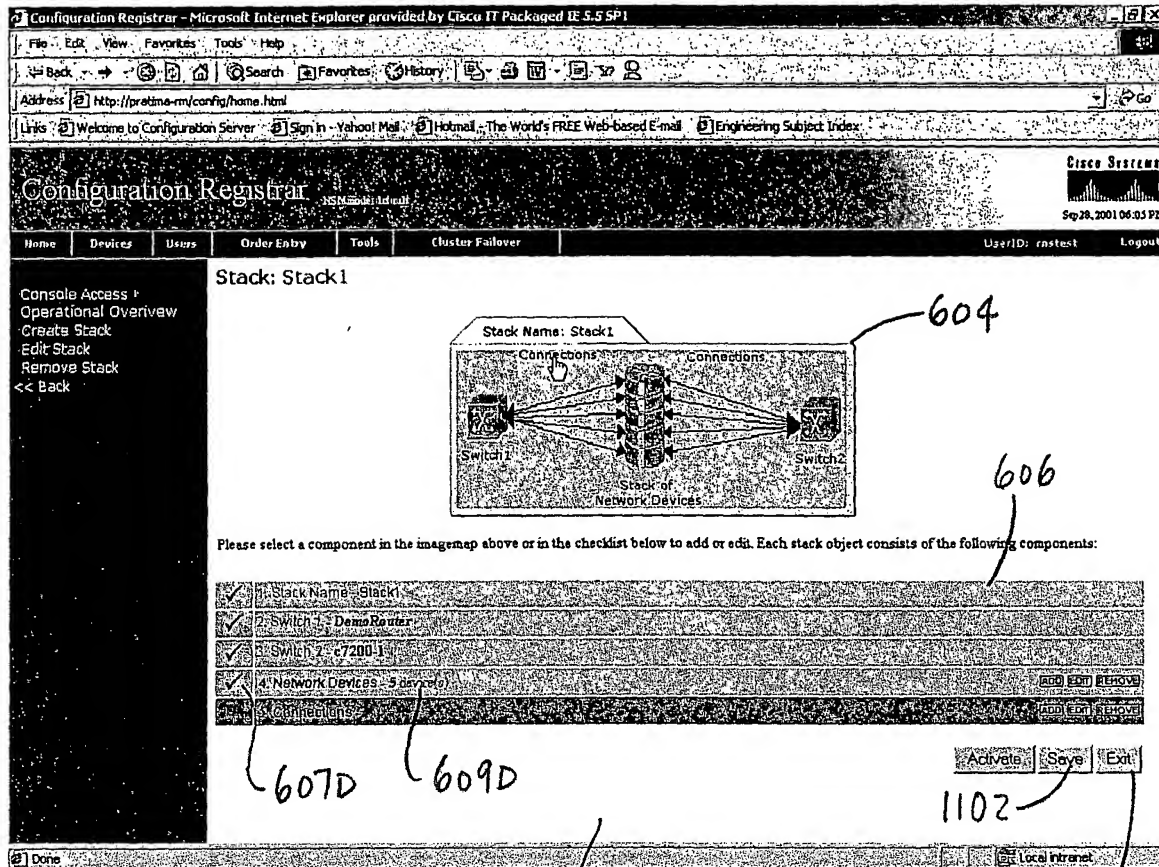 Configuration Registrar - Microsoft Internet Explorer provided by Cisco IT Packaged IE 5.5 SP1
File Edit View Favorites Tools Help
Back Search Favorites History
Address http://pratima-rm/config/home.html Go
Links Welcome to Configuration Server Sign in - Yahoo! Mail Hotmail - The World's FREE Web-based E-mail Engineering Subject Index
Cisco Systems
Configuration Registrar
Sep 28, 2001 06:05 P
Home Devices Users Order Entry Tools Cluster Failover UserID: rnstest Logout
Stack: Stack1
Console Access
Operational Overivew
Create Stack
Edit Stack
Remove Stack
<< Back
604
Stack Name: Stack1
Connections Connections
Switch1 Switch2
Stack of
Network Devices
606
Please select a component in the imagemap above or in the checklist below to add or edit. Each stack object consists of the following components:
1. Stack Name - Stack1
2. Switch 1 - DemoRouter
3. Switch 2 - c7200-1
4. Network Devices - 5 device(s) ADD EDIT REMOVE
Connections ADD EDIT REMOVE
Activate Save Exit
607D 609D 1102
Done Local intranet